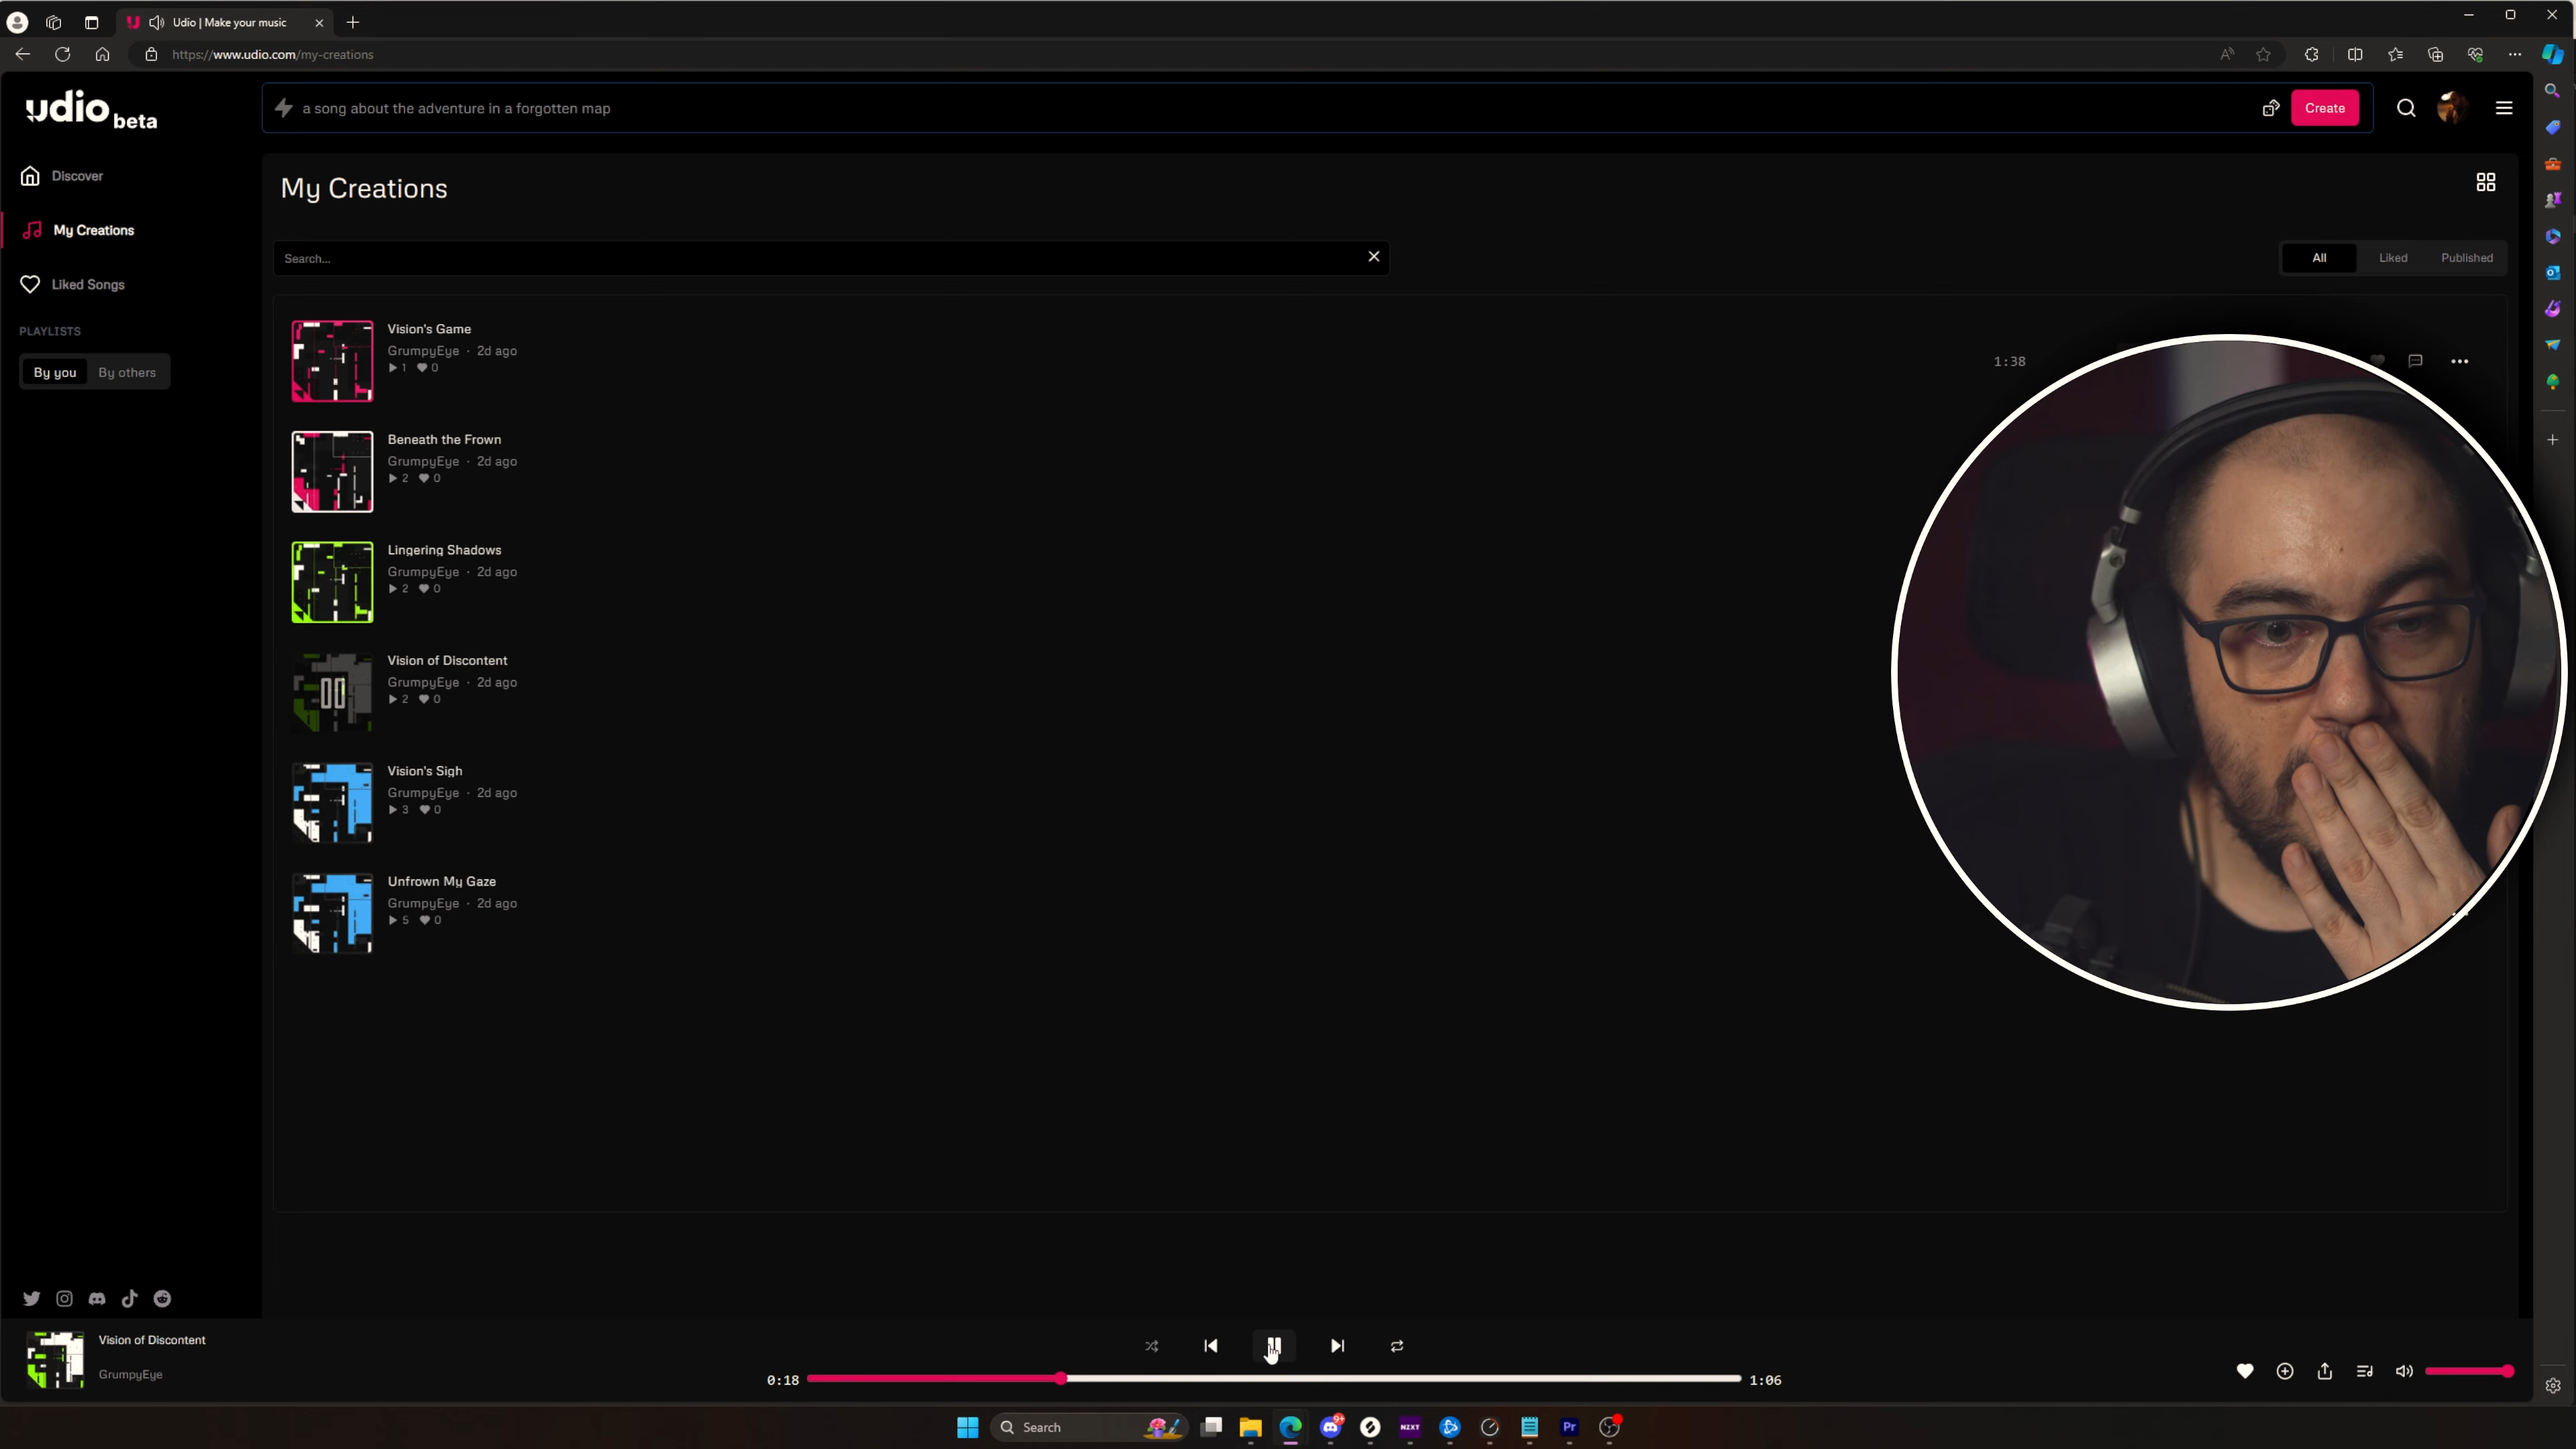 Udio | Make your music
https://www.udio.com/my-creations
udio beta
a song about the adventure in a forgotten map
Create
Discover
My Creations
Liked Songs
PLAYLISTS
By you By others
My Creations
Search...
All Liked Published
Vision's Game
GrumpyEye · 2d ago
1 0
1:38
Beneath the Frown
GrumpyEye · 2d ago
2 0
Lingering Shadows
GrumpyEye · 2d ago
2 0
Vision of Discontent
GrumpyEye · 2d ago
2 0
Vision's Sigh
GrumpyEye · 2d ago
3 0
Unfrown My Gaze
GrumpyEye · 2d ago
5 0
Vision of Discontent
GrumpyEye
0:18 1:06
Search
9+
NZXT
Pr